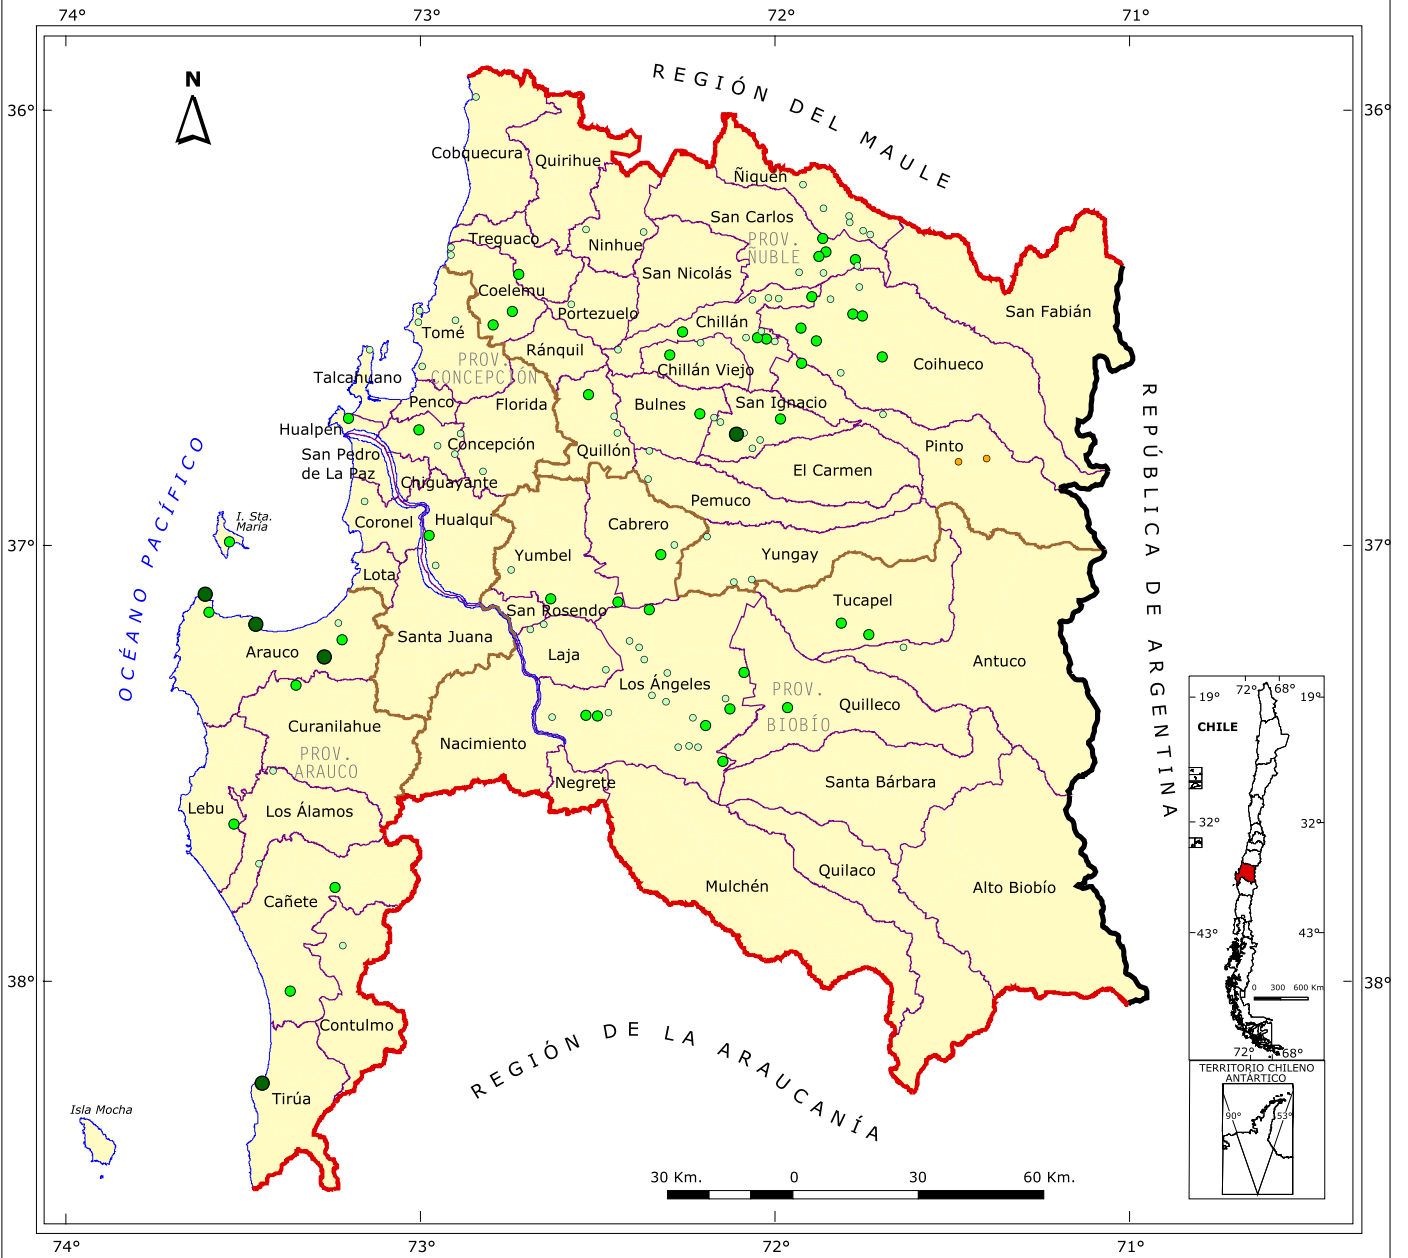 74°
73°
72°
71°
36°
36°
N
REGIÓN DEL MAULE
Cobquecura
Quirihue
Ñiquén
San Carlos
PROV.
ÑUBLE
Treguaco
Ninhue
San Nicolás
San Fabián
Coelemu
Portezuelo
Chillán
Tomé
Ránquil
PROV.
CONCEPCIÓN
Chillán Viejo
Coihueco
Talcahuano
Penco
Florida
Bulnes
San Ignacio
Hualpén
Concepción
Quillón
Pinto
San Pedro
de La Paz
Chiguayante
El Carmen
Pemuco
OCÉANO PACÍFICO
REPÚBLICA DE ARGENTINA
I. Sta.
María
Coronel
Hualqui
Cabrero
Yumbel
Yungay
37°
37°
Lota
San Rosendo
Tucapel
Santa Juana
Arauco
Laja
Antuco
Los Ángeles
PROV.
BIOBÍO
Quilleco
Curanilahue
Nacimiento
PROV.
ARAUCO
Negrete
Santa Bárbara
Lebu
Los Álamos
Mulchén
Quilaco
Alto Biobío
Cañete
38°
38°
Contulmo
REGIÓN DE LA ARAUCANÍA
Tirúa
Isla Mocha
30 Km.
0
30
60 Km.
72°
68°
19°
19°
CHILE
32°
32°
43°
43°
0
300
600 Km
72°
68°
TERRITORIO CHILENO
ANTÁRTICO
90°
53°
74°
73°
72°
71°